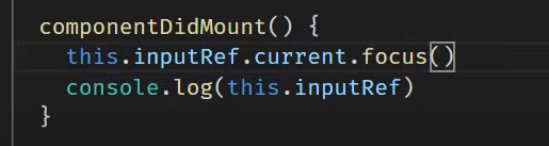 componentDidMount() {
this.inputRef.current.focus()
console.log(this.inputRef)
}